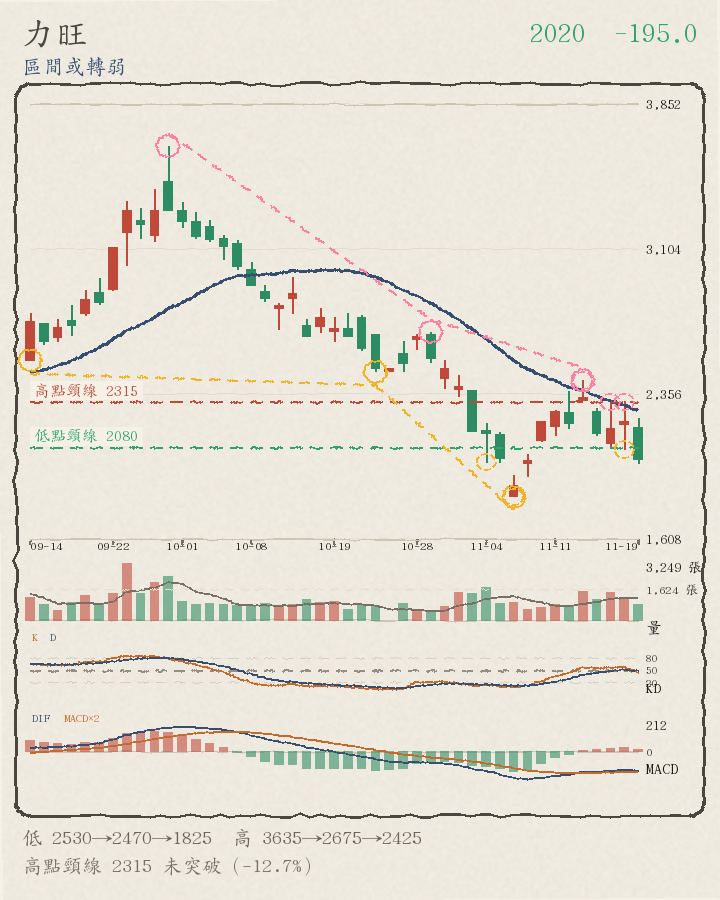 力旺
2020 -195.0
區間或轉弱
3,852
3,104
高點頸線 2315
2,356
低點頸線 2080
1,608
09-14 09-22 10-01 10-08 10-19 10-28 11-04 11-11 11-19
3,249 張
1,624 張
量
K D
80
50
20
KD
DIF MACD×2
212
0
MACD
低 2530→2470→1825 高 3635→2675→2425
高點頸線 2315 未突破 (-12.7%)